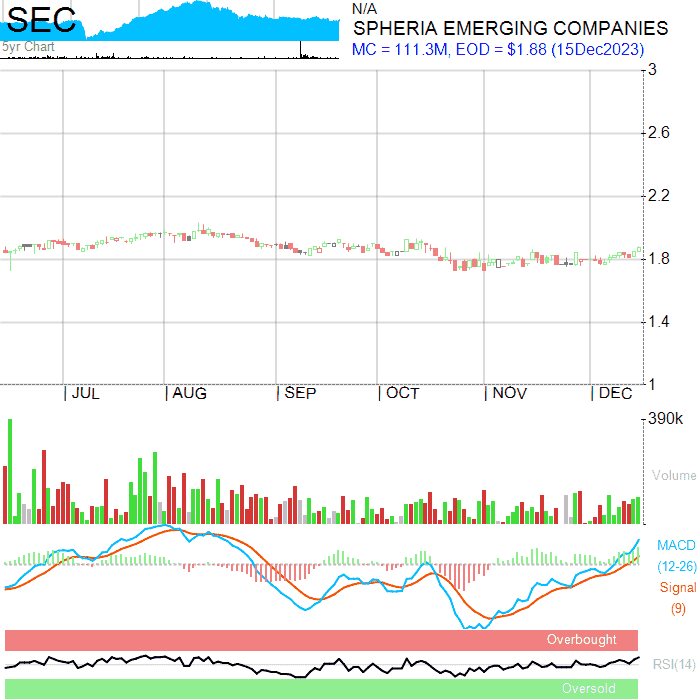 SEC
5yr Chart
N/A
SPHERIA EMERGING COMPANIES
MC = 111.3M, EOD = $1.88 (15Dec2023)
3
2.6
2.2
1.8
1.4
1
JUL AUG SEP OCT NOV DEC
390k
Volume
MACD
(12-26)
Signal
(9)
Overbought
RSI(14)
Oversold